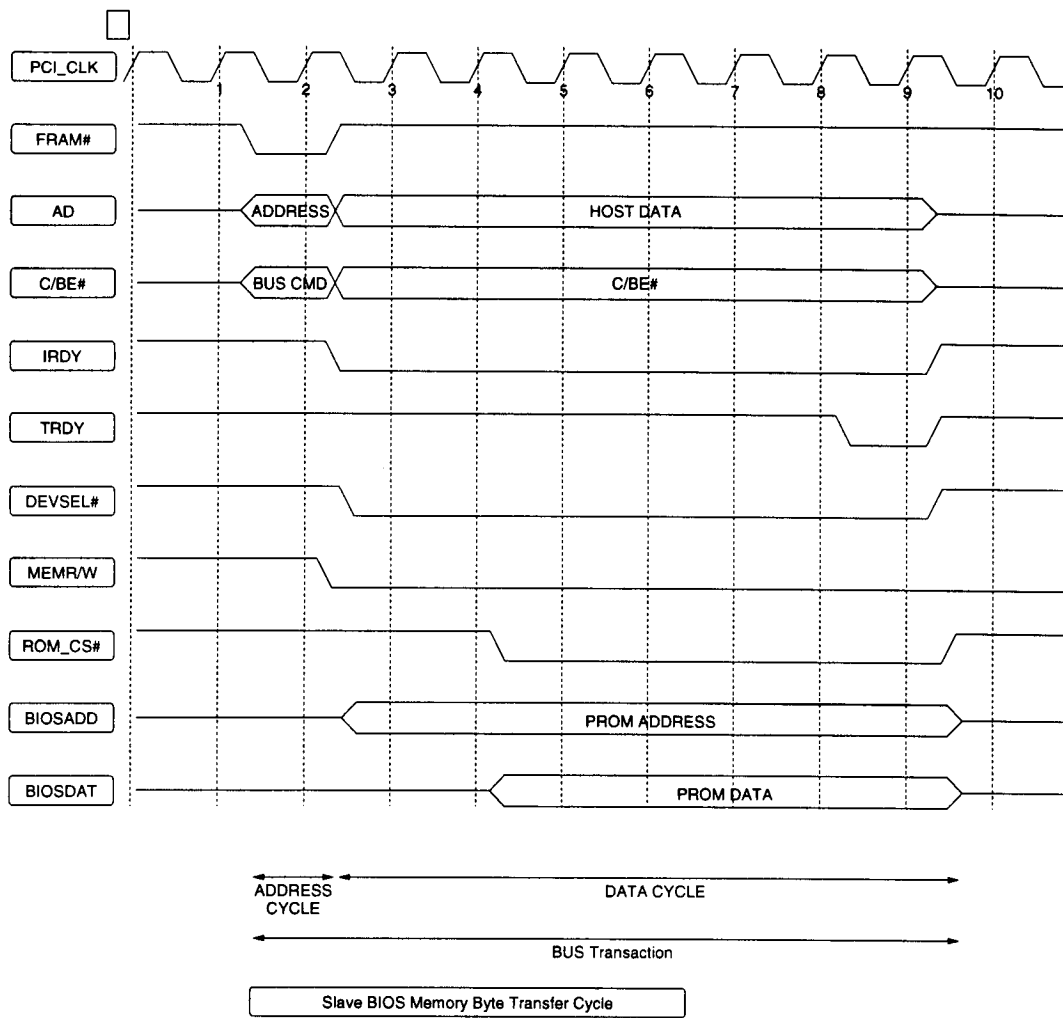 PCI_CLK
1 2 3 4 5 6 7 8 9 10
FRAM#
AD
ADDRESS
HOST DATA
C/BE#
BUS CMD
C/BE#
IRDY
TRDY
DEVSEL#
MEMR/W
ROM_CS#
BIOSADD
PROM ADDRESS
BIOSDAT
PROM DATA
ADDRESS
CYCLE
DATA CYCLE
BUS Transaction
Slave BIOS Memory Byte Transfer Cycle